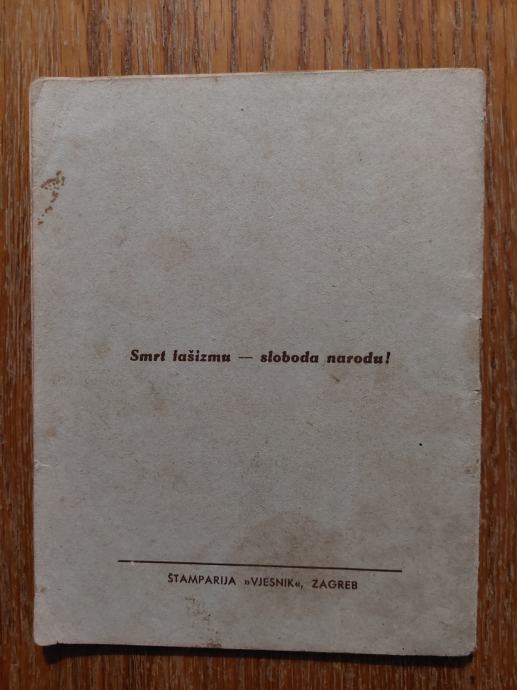 Smrt fašizmu — sloboda narodu!
ŠTAMPARIJA »VJESNIK«, ZAGREB